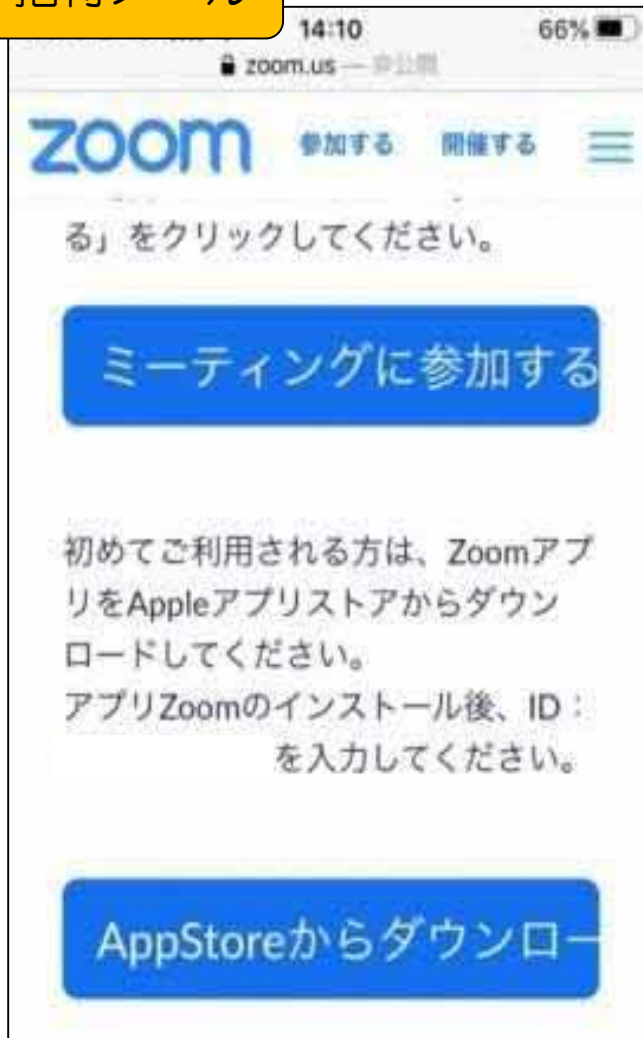 14:10
66%
zoom.us — 非公開
zoom 参加する 開催する
る」をクリックしてください。
ミーティングに参加する
初めてご利用される方は、Zoomアプ
リをAppleアプリストアからダウン
ロードしてください。
アプリZoomのインストール後、ID：
を入力してください。
AppStoreからダウンロー